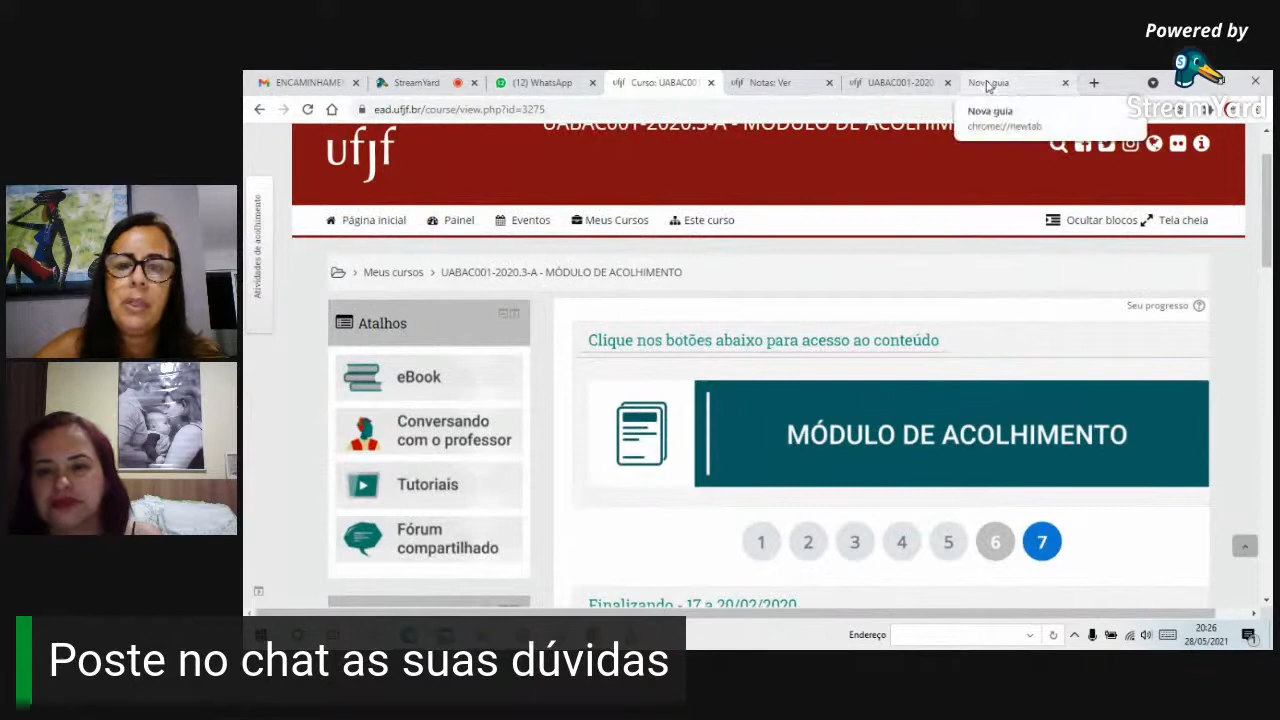 Powered by
StreamYard
ENCAMINHAME
StreamYard
(12) WhatsApp
ufjf Curso: UABAC001
ufjf Notas: Ver
ufjf UABAC001-2020
Nova guia
ead.ufjf.br/course/view.php?id=3275
Nova guia
chrome://newtab
UABAC001-2020.3-A - MÓDULO DE ACOLHIM
ufjf
Página inicial
Painel
Eventos
Meus Cursos
Este curso
Ocultar blocos
Tela cheia
Atividades de acolhimento
Meus cursos › UABAC001-2020.3-A - MÓDULO DE ACOLHIMENTO
Seu progresso
Atalhos
eBook
Conversando
com o professor
Tutoriais
Fórum
compartilhado
Clique nos botões abaixo para acesso ao conteúdo
MÓDULO DE ACOLHIMENTO
1 2 3 4 5 6 7
Finalizando - 17 a 20/02/2020
Endereço
20:26
28/05/2021
Poste no chat as suas dúvidas